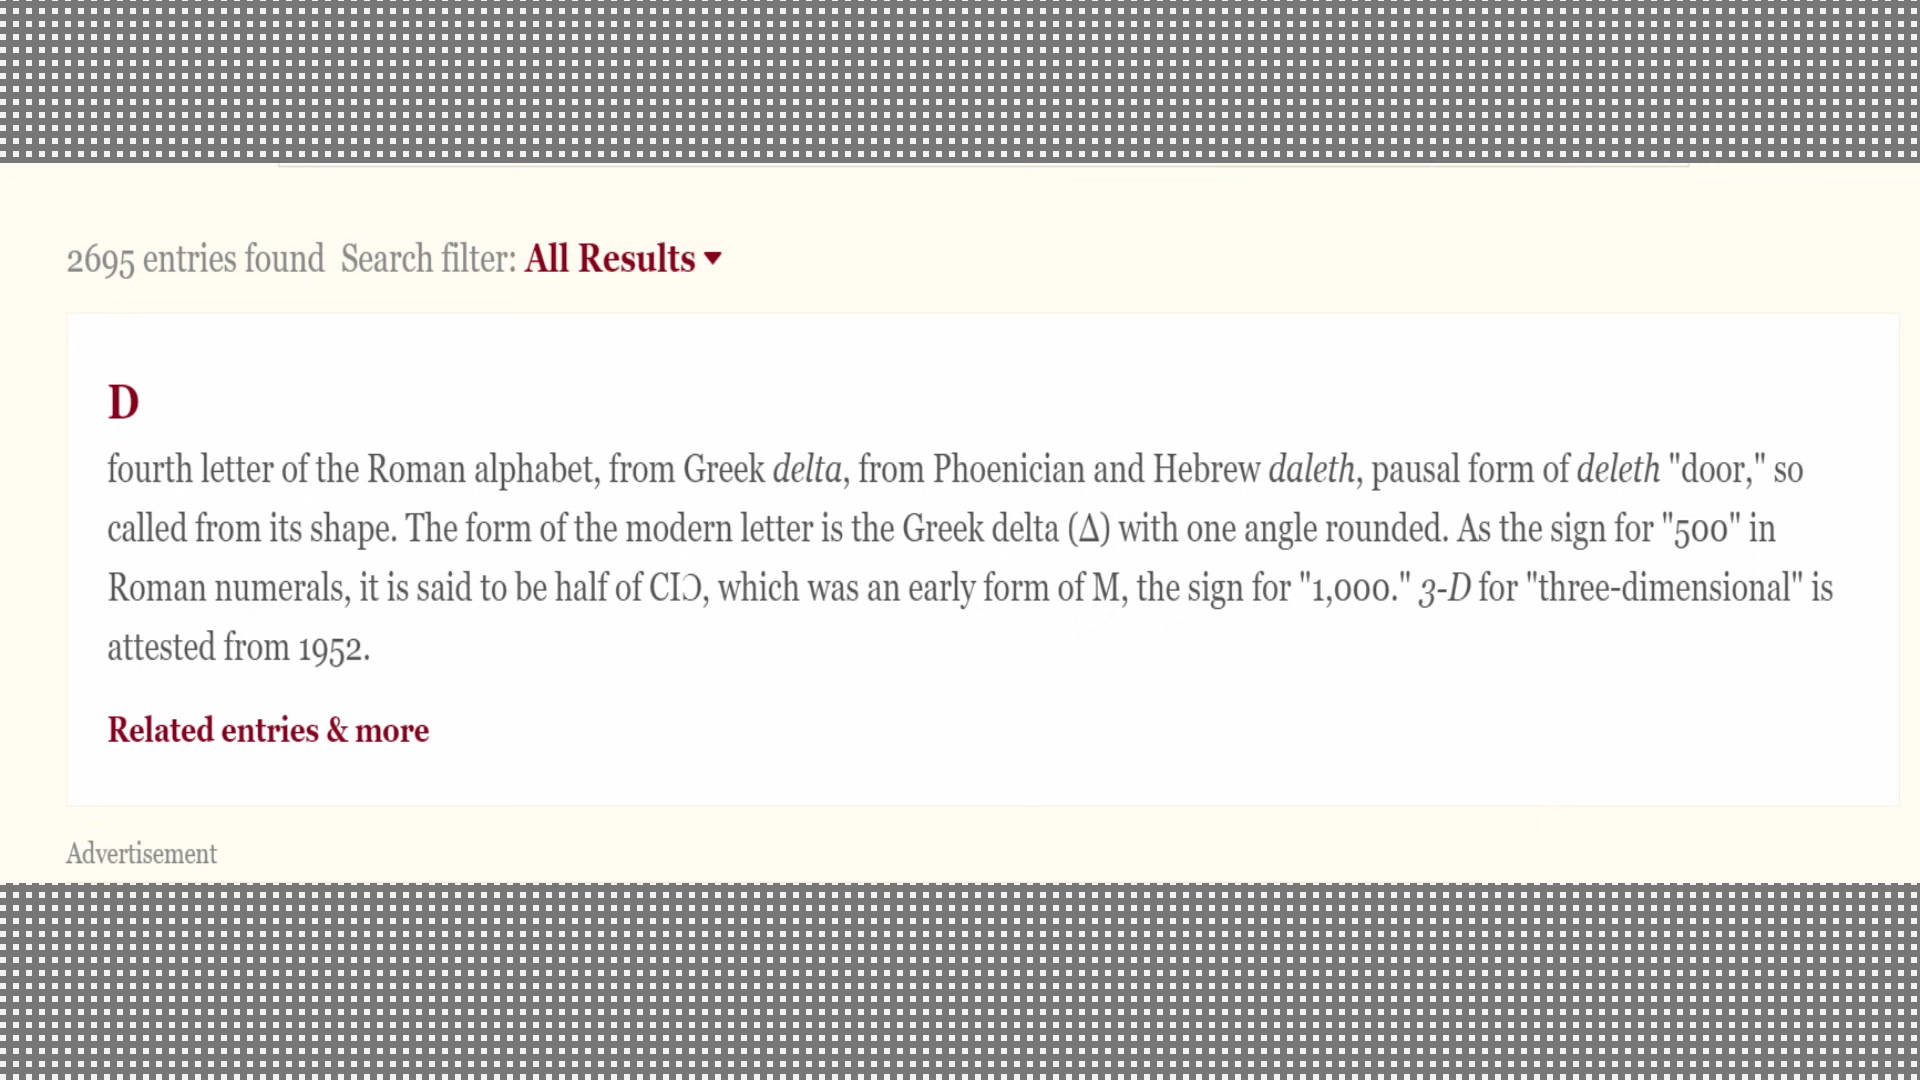 2695 entries found Search filter: All Results ▾
D
fourth letter of the Roman alphabet, from Greek delta, from Phoenician and Hebrew daleth, pausal form of deleth "door," so
called from its shape. The form of the modern letter is the Greek delta (Δ) with one angle rounded. As the sign for "500" in
Roman numerals, it is said to be half of CIƆ, which was an early form of M, the sign for "1,000." 3-D for "three-dimensional" is
attested from 1952.
Related entries & more
Advertisement